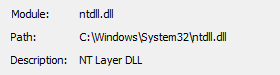 Module: ntdll.dll
Path: C:\Windows\System32\ntdll.dll
Description: NT Layer DLL